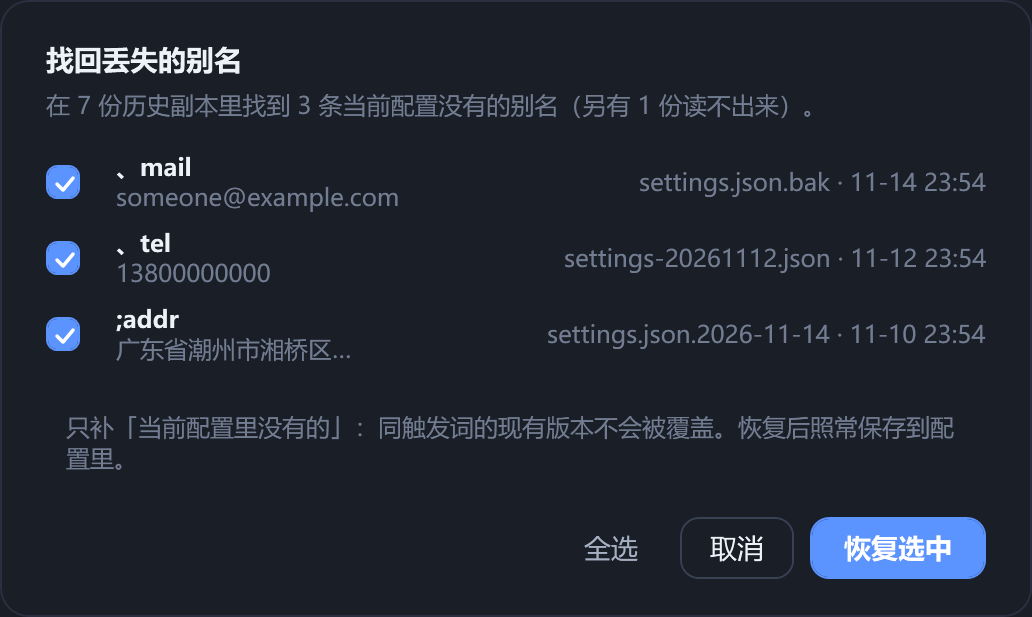 找回丢失的别名
在 7 份历史副本里找到 3 条当前配置没有的别名（另有 1 份读不出来）。
、mail
settings.json.bak · 11-14 23:54
someone@example.com
、tel
settings-20261112.json · 11-12 23:54
13800000000
;addr
settings.json.2026-11-14 · 11-10 23:54
广东省潮州市湘桥区…
只补「当前配置里没有的」：同触发词的现有版本不会被覆盖。恢复后照常保存到配
置里。
全选
取消
恢复选中